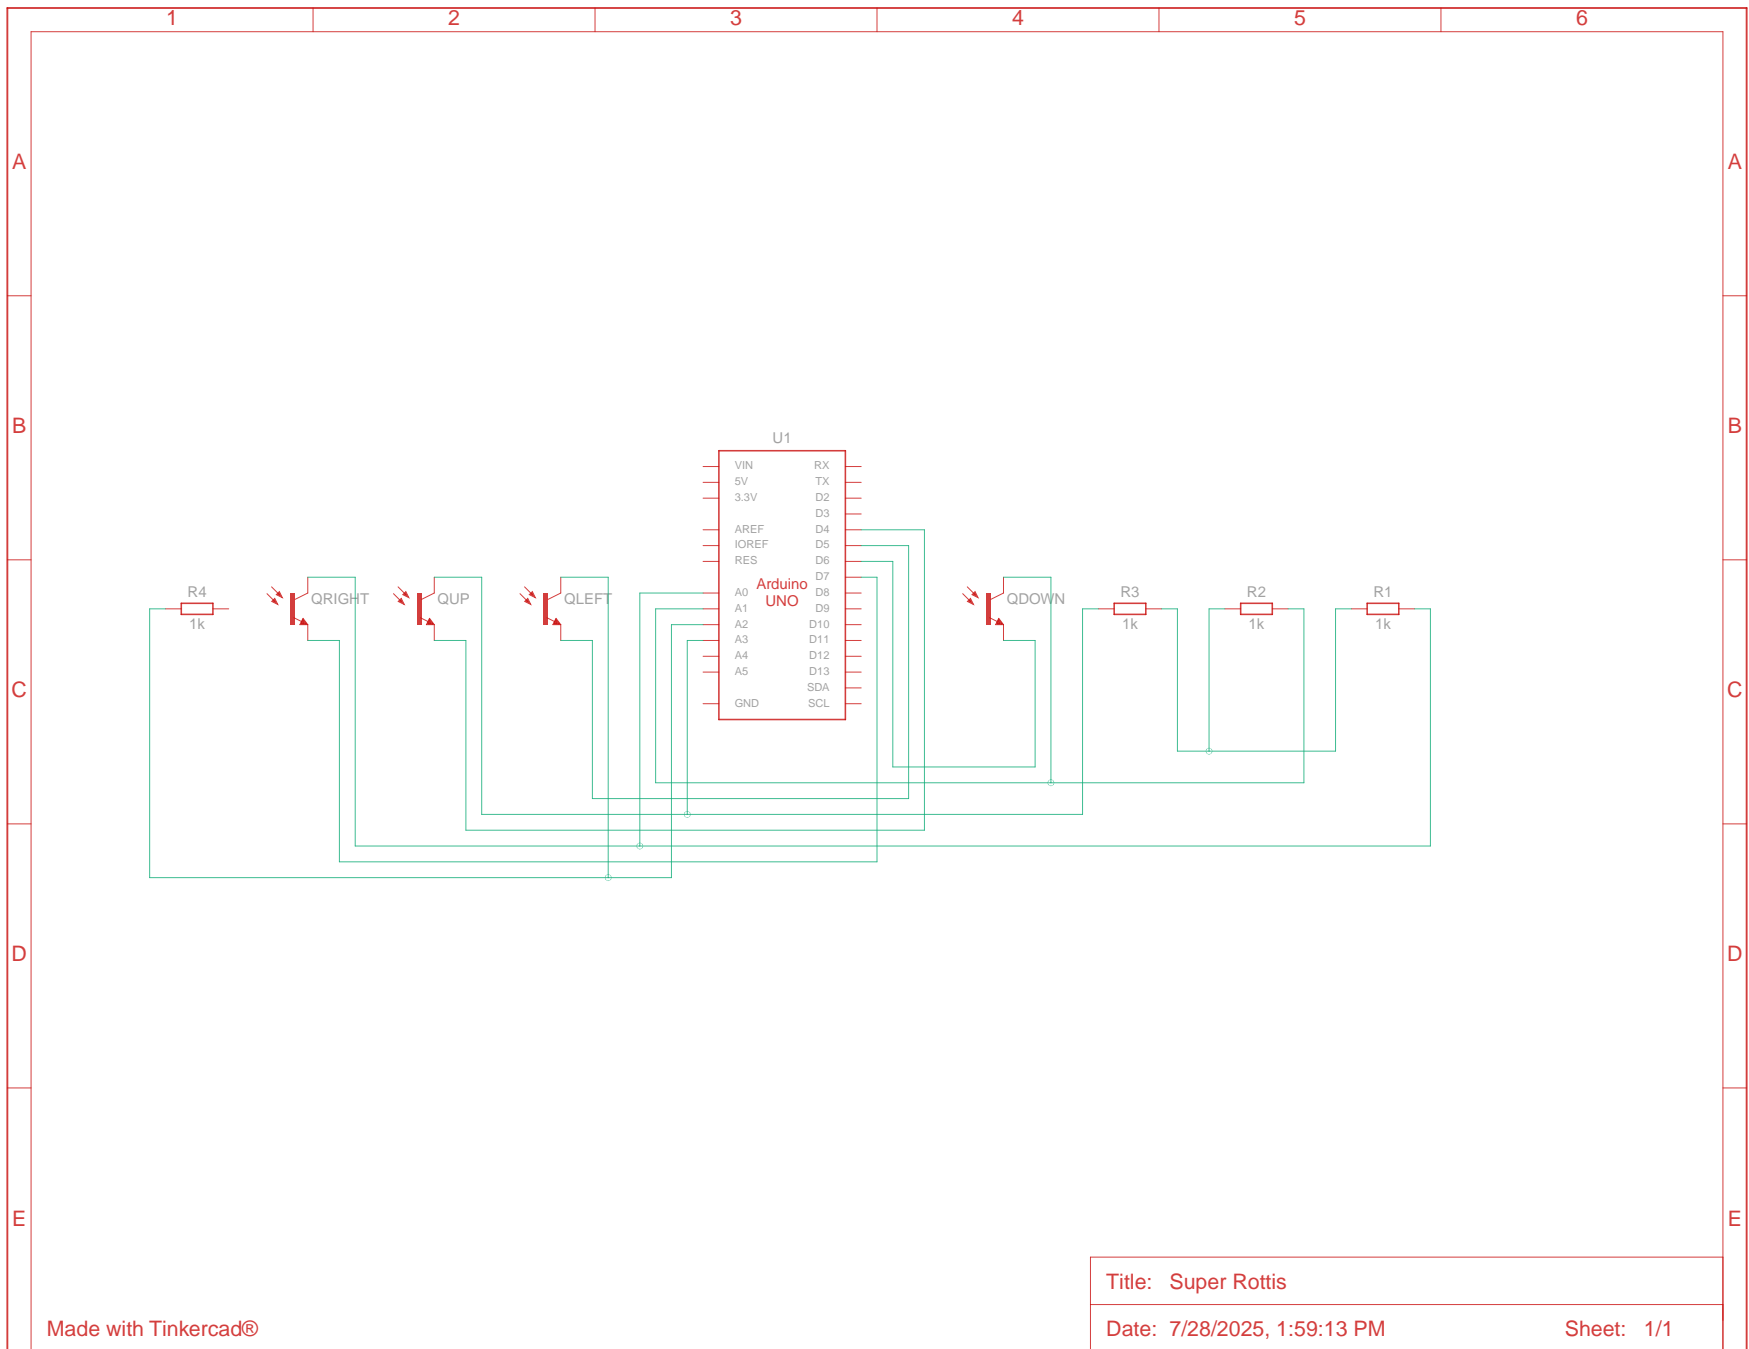 1 2 3 4 5 6
A A
B B
U1
VIN RX
5V TX
3.3V D2
D3
AREF D4
IOREF D5
RES D6
D7
Arduino
UNO
A0 D8
A1 D9
A2 D10
A3 D11
A4 D12
A5 D13
SDA
GND SCL
R4 QRIGHT QUP QLEFT QDOWN R3 R2 R1
1k 1k 1k 1k
C C
D D
E E
Title: Super Rottis
Made with Tinkercad® Date: 7/28/2025, 1:59:13 PM Sheet: 1/1